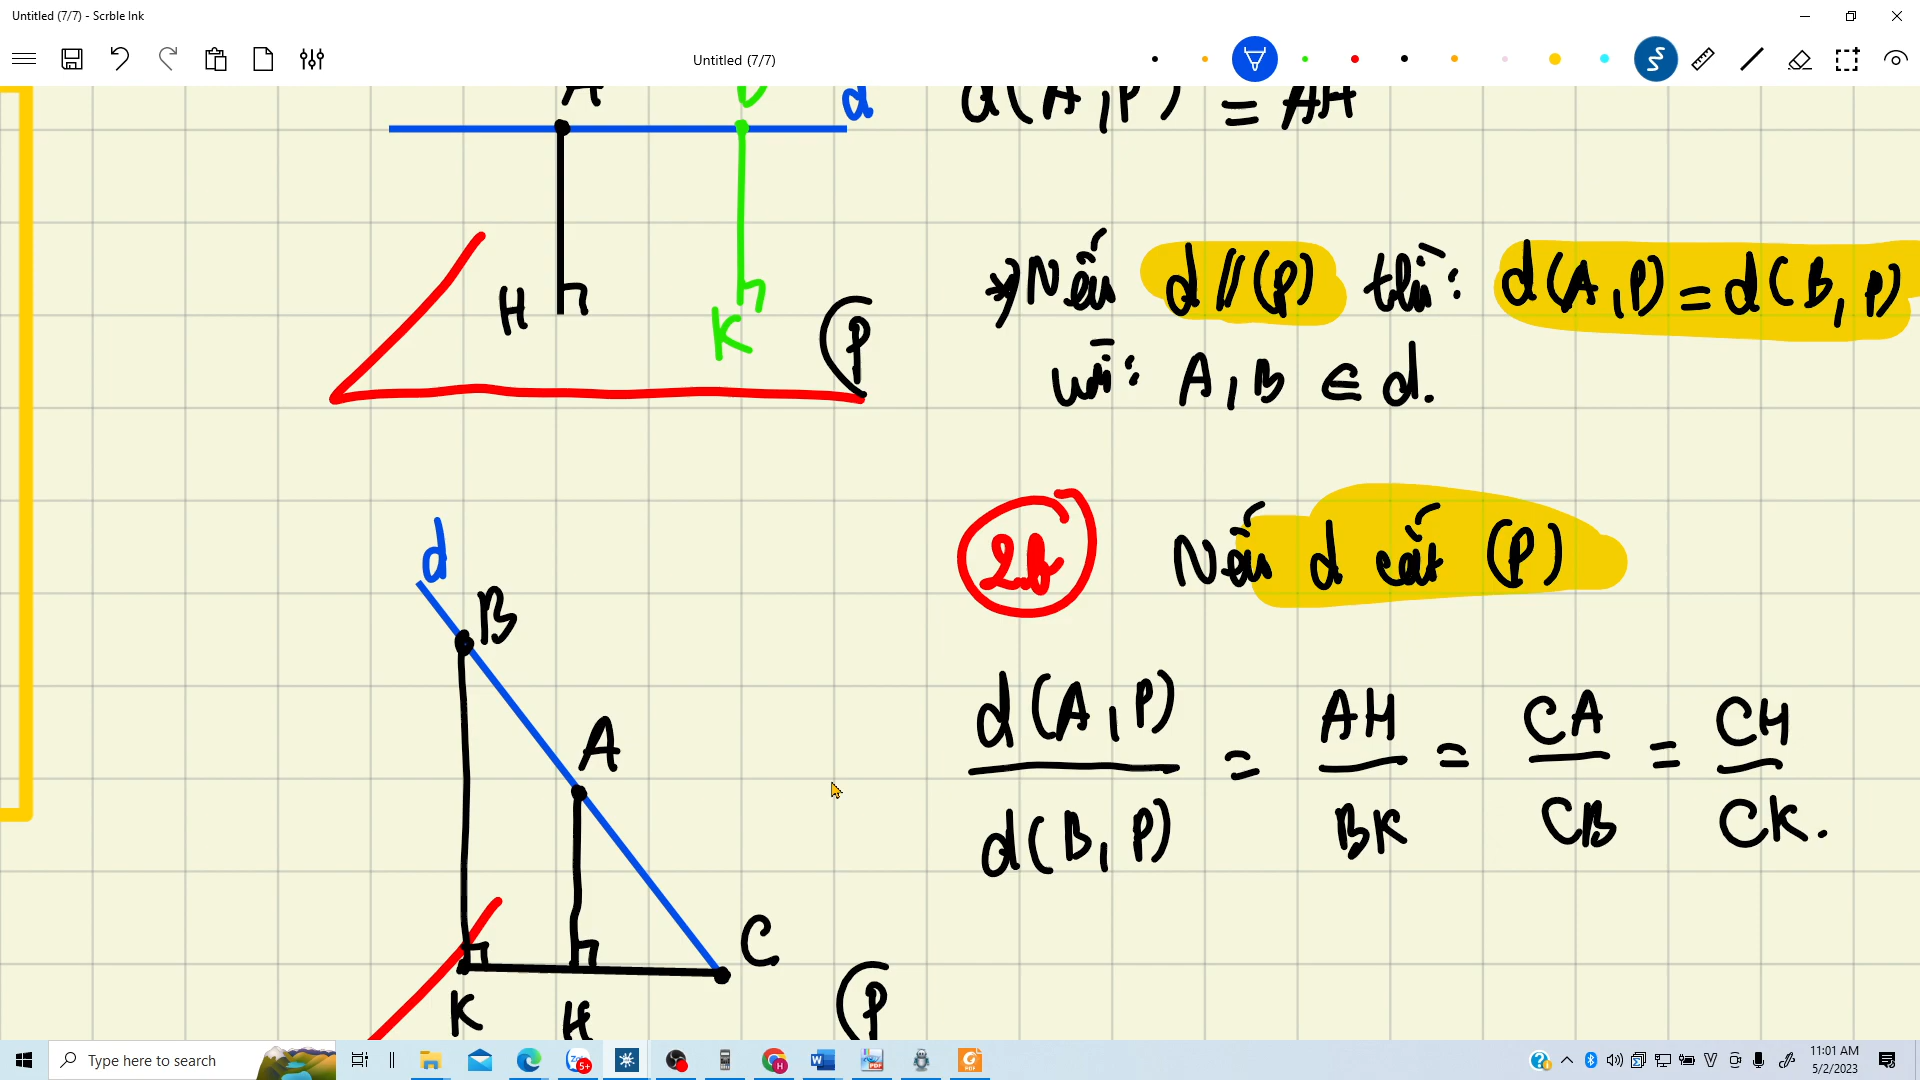 Untitled (7/7) - Scrble Ink
Untitled (7/7)
A
d
d(A,P) = AH
H
K
(P
*) Nếu d // (P) thì: d(A,P) = d(B,P)
với: A, B ∈ d.
2.b
Nếu d cắt (P)
d
B
A
C
K
H
(P
d(A,P) / d(B,P) = AH / BK = CA / CB = CH / CK.
Type here to search
11:01 AM
5/2/2023